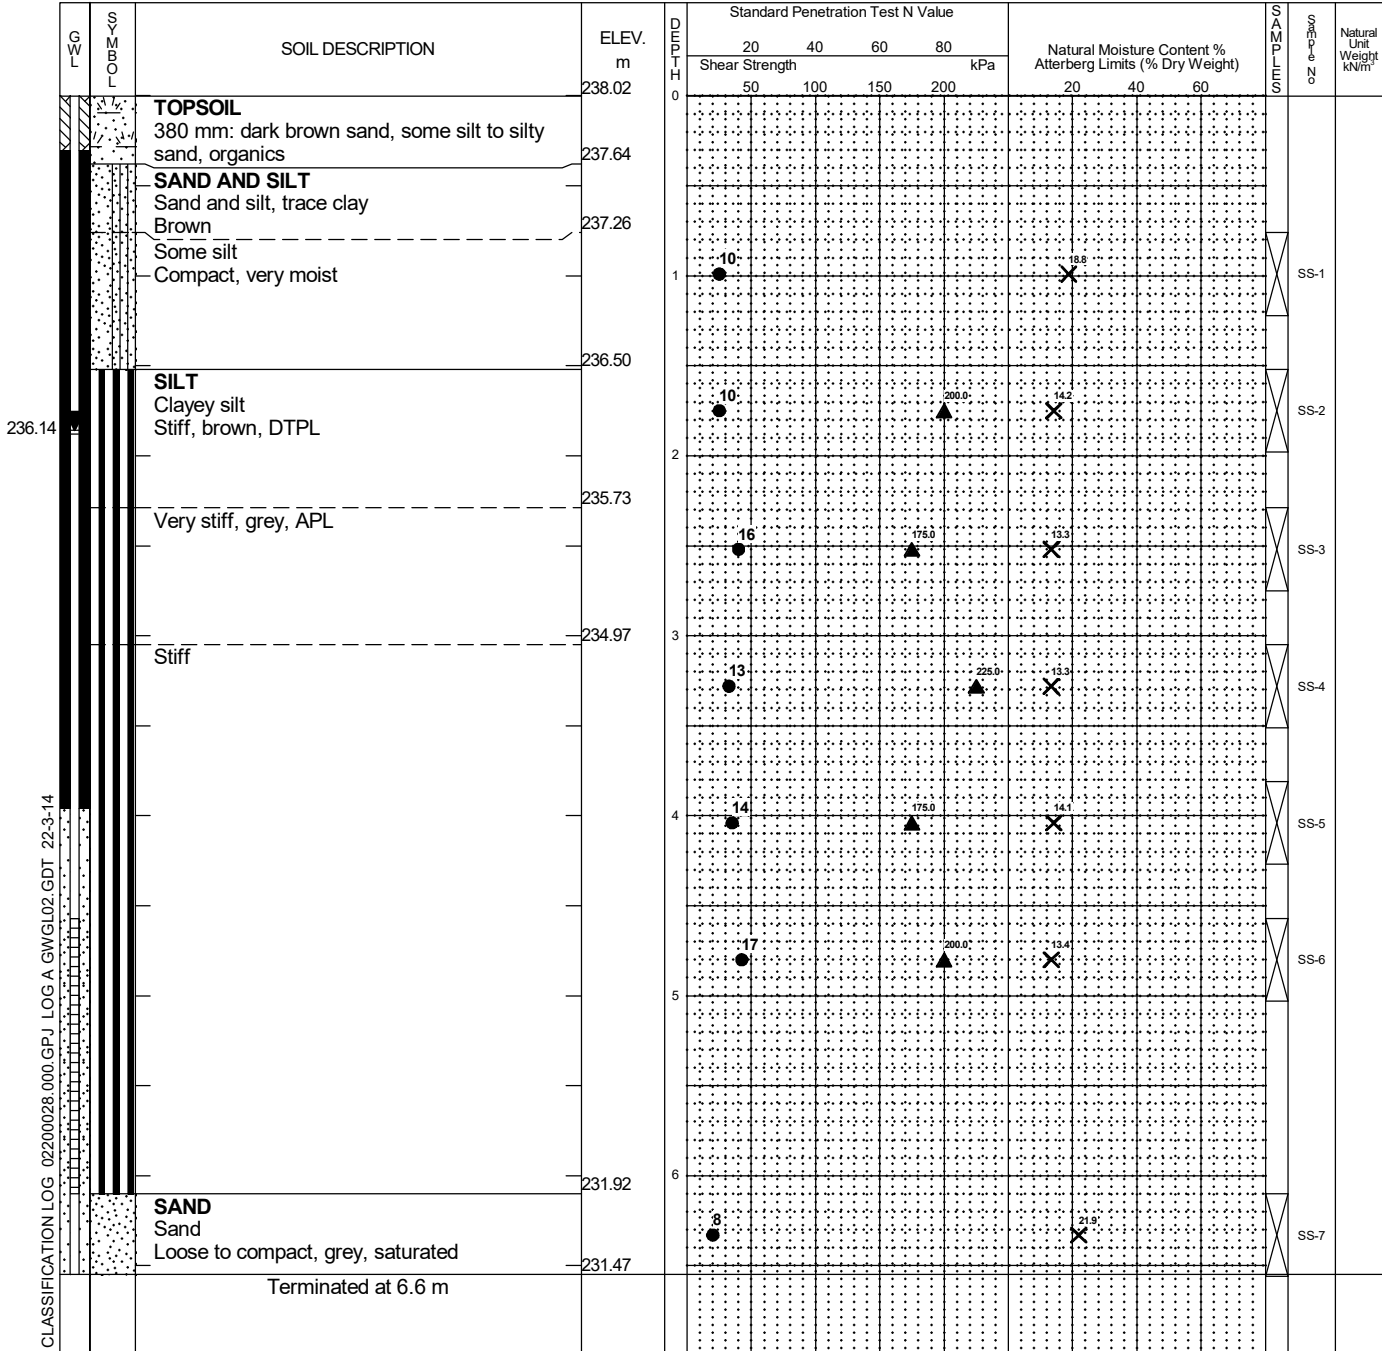 Standard Penetration Test N Value
GWL
SYMBOL
SOIL DESCRIPTION
ELEV.
m
238.02
DEPTH
20 40 60 80
Shear Strength kPa
50 100 150 200
Natural Moisture Content %
Atterberg Limits (% Dry Weight)
20 40 60
SAMPLES
Sample No
Natural
Unit
Weight
kN/m³
0
TOPSOIL
380 mm: dark brown sand, some silt to silty
sand, organics
237.64
SAND AND SILT
Sand and silt, trace clay
Brown
237.26
Some silt
Compact, very moist
1
10
18.8
SS-1
236.50
SILT
Clayey silt
Stiff, brown, DTPL
236.14
10
200.0
14.2
SS-2
2
235.73
Very stiff, grey, APL
16
175.0
13.3
SS-3
3
234.97
Stiff
13
225.0
13.3
SS-4
4
14
175.0
14.1
SS-5
17
200.0
13.4
SS-6
5
6
231.92
SAND
Sand
Loose to compact, grey, saturated
8
21.9
SS-7
231.47
Terminated at 6.6 m
CLASSIFICATION LOG 02200028.000.GPJ LOG A GWGL02.GDT 22-3-14